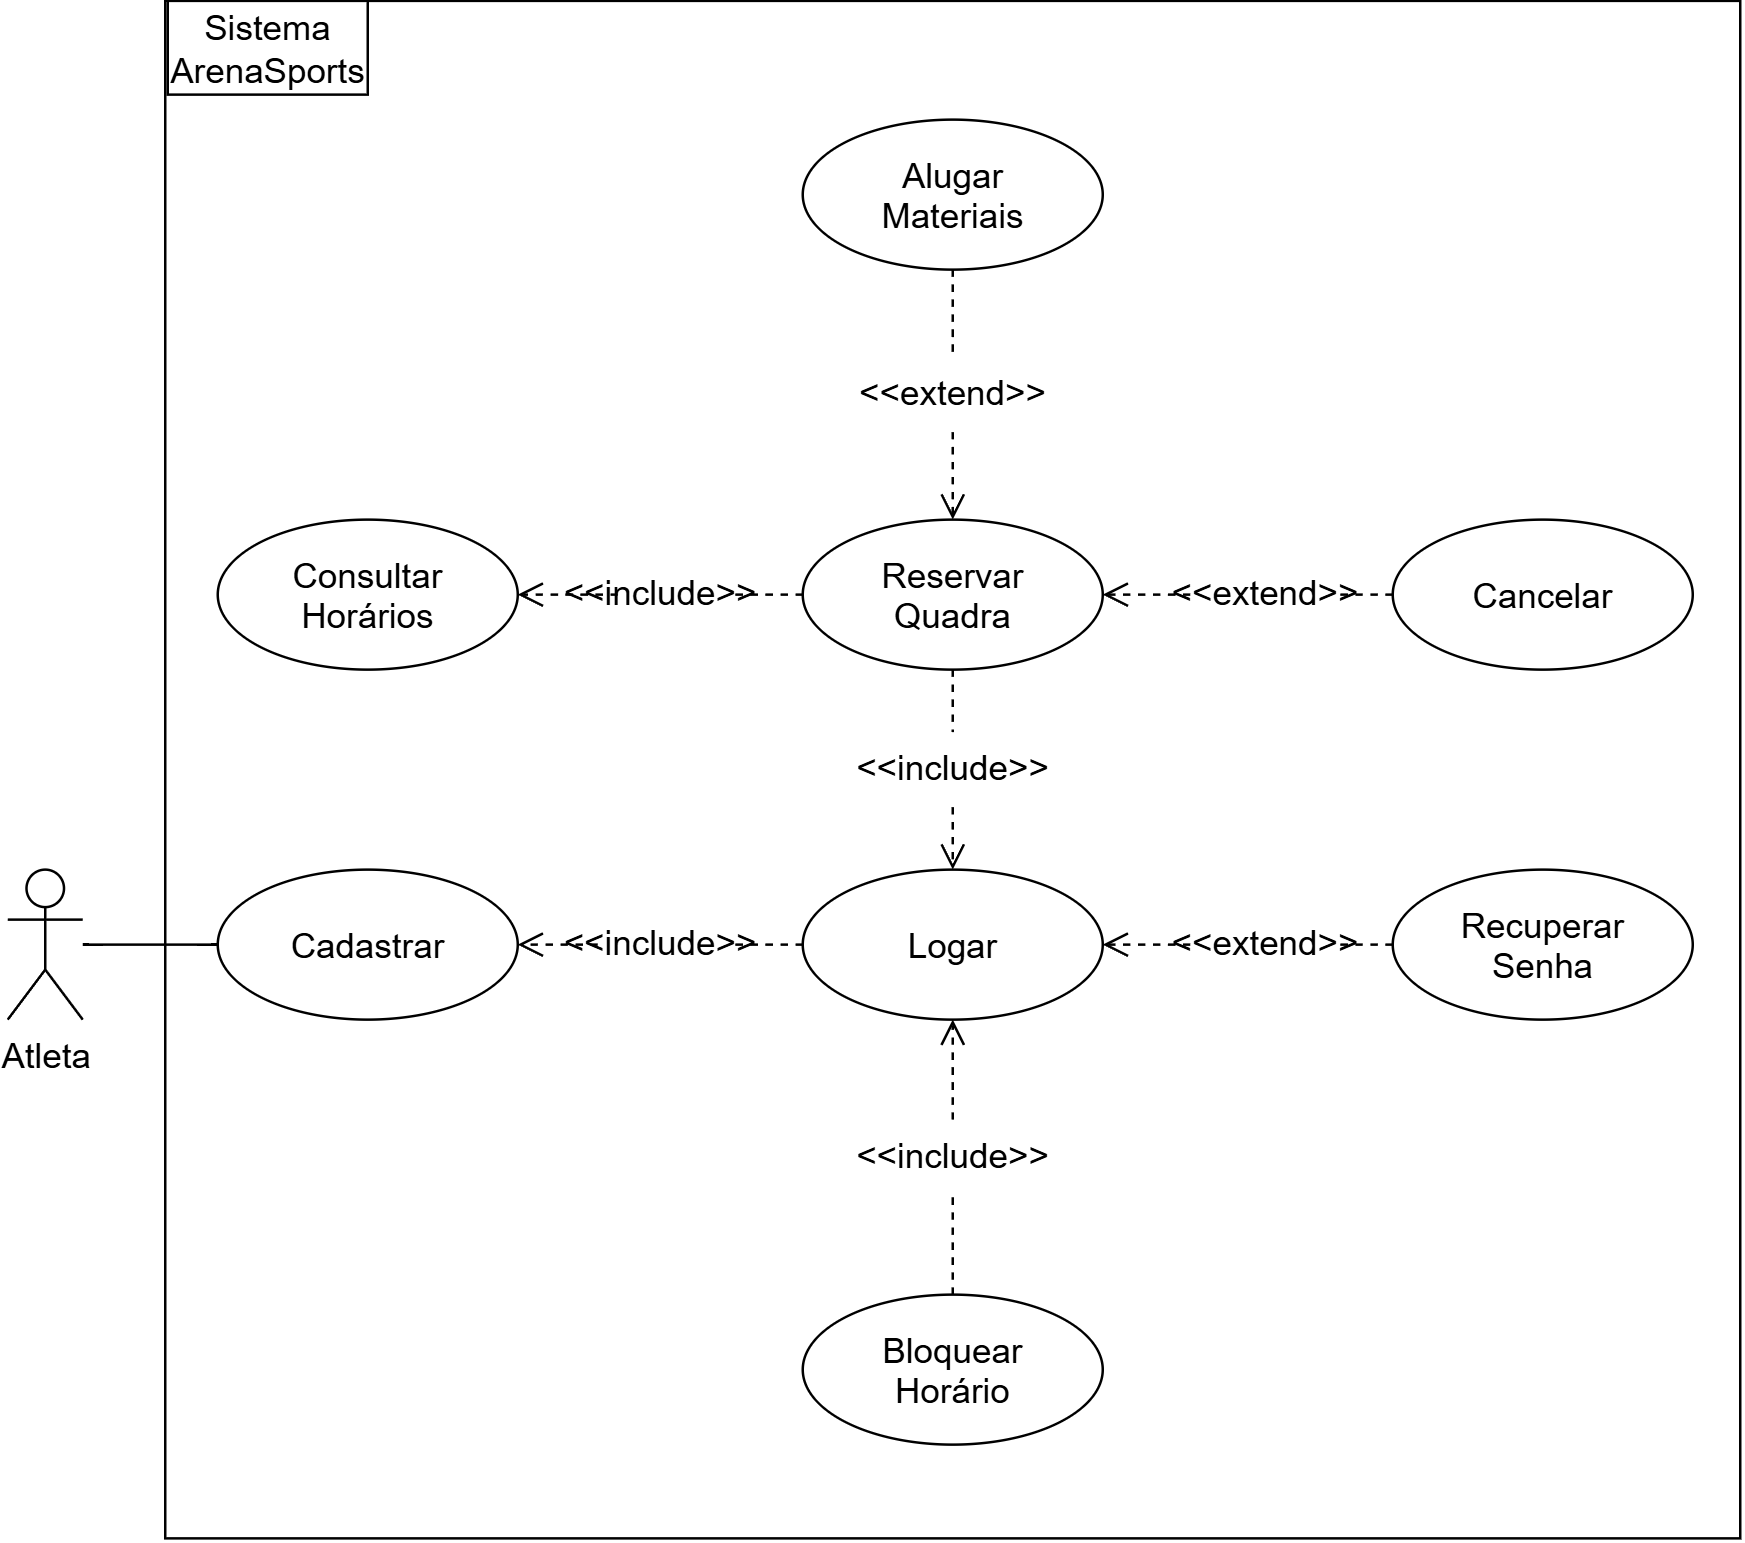 Sistema
ArenaSports
Alugar
Materiais
<<extend>>
Consultar
Horários
<<include>>
Reservar
Quadra
<<extend>>
Cancelar
<<include>>
Cadastrar
<<include>>
Logar
<<extend>>
Recuperar
Senha
Atleta
<<include>>
Bloquear
Horário